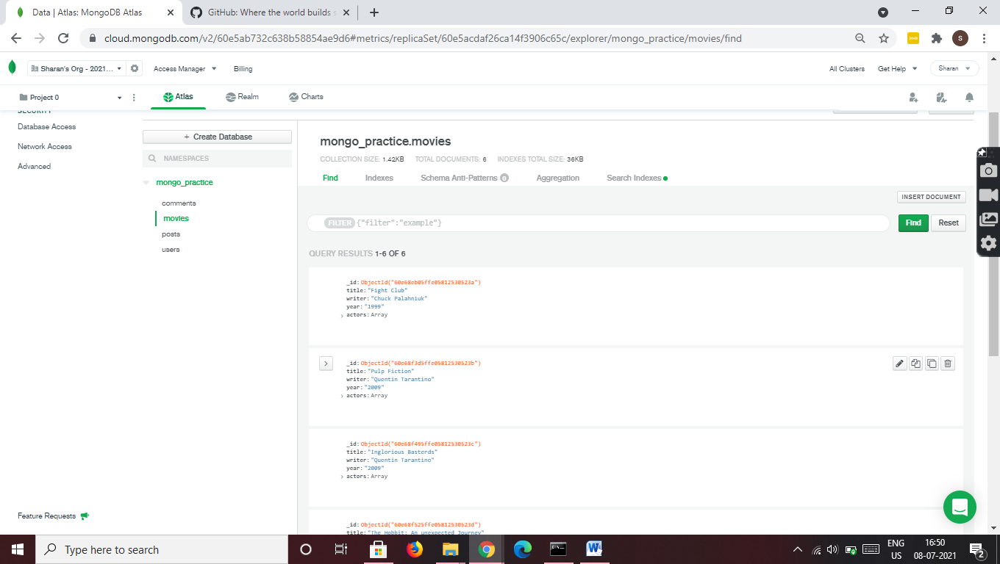 Data | Atlas: MongoDB Atlas
GitHub: Where the world builds s
cloud.mongodb.com/v2/60e5ab732c638b58854ae9d6#metrics/replicaSet/60e5acdaf26ca14f3906c65c/explorer/mongo_practice/movies/find
S
Sharan's Org - 2021...
Access Manager
Billing
All Clusters
Get Help
Sharan
Project 0
Atlas
Realm
Charts
SECURITY
Database Access
Network Access
Advanced
Feature Requests
+ Create Database
NAMESPACES
mongo_practice
comments
movies
posts
users
mongo_practice.movies
COLLECTION SIZE: 1.42KB TOTAL DOCUMENTS: 6 INDEXES TOTAL SIZE: 36KB
Find Indexes Schema Anti-Patterns 0 Aggregation Search Indexes
INSERT DOCUMENT
FILTER {"filter":"example"}
Find
Reset
QUERY RESULTS 1-6 OF 6
_id: ObjectId("60e68eb05ffe05812530523a")
title: "Fight Club"
writer: "Chuck Palahniuk"
year: "1999"
actors: Array
_id: ObjectId("60e68f3d5ffe05812530523b")
title: "Pulp Fiction"
writer: "Quentin Tarantino"
year: "2009"
actors: Array
_id: ObjectId("60e68f495ffe05812530523c")
title: "Inglorious Basterds"
writer: "Quentin Tarantino"
year: "2009"
actors: Array
_id: ObjectId("60e68f525ffe05812530523d")
title: "The Hobbit: An unexpected Journey"
Type here to search
ENG
US
16:50
08-07-2021
2